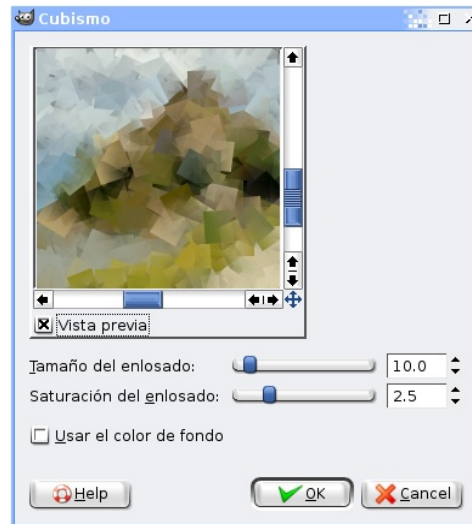 Cubismo
Vista previa
Tamaño del enlosado: 10.0
Saturación del enlosado: 2.5
Usar el color de fondo
Help OK Cancel